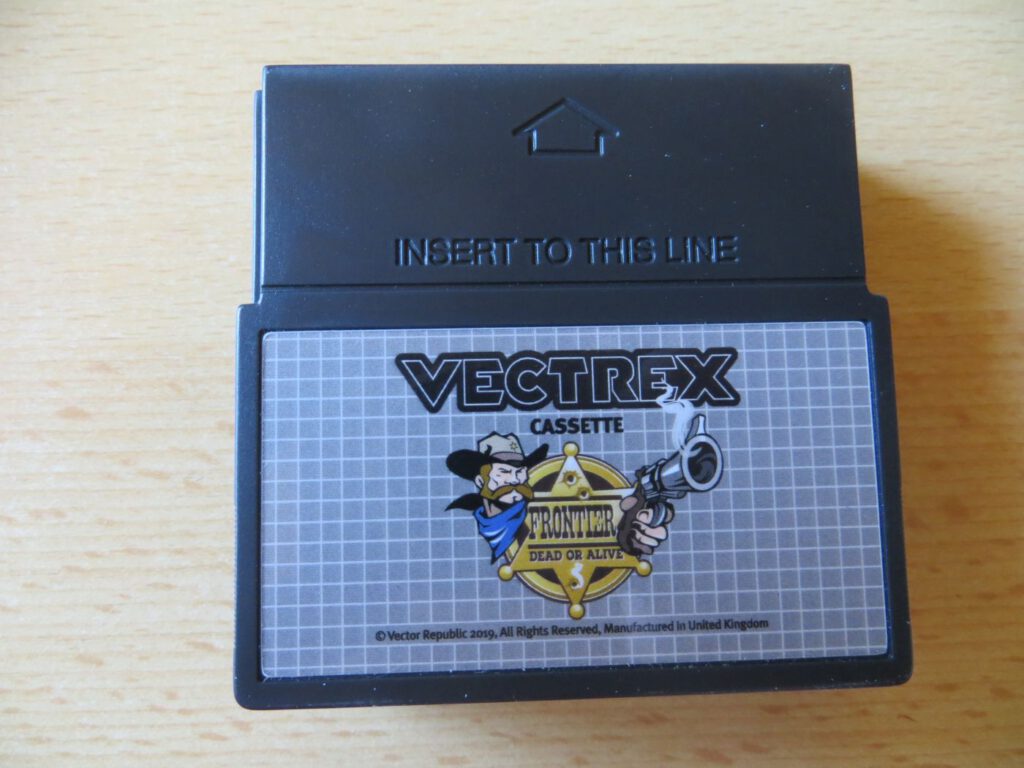 INSERT TO THIS LINE
VECTREX
CASSETTE
FRONTIER
DEAD OR ALIVE
© Vector Republic 2019, All Rights Reserved, Manufactured in United Kingdom